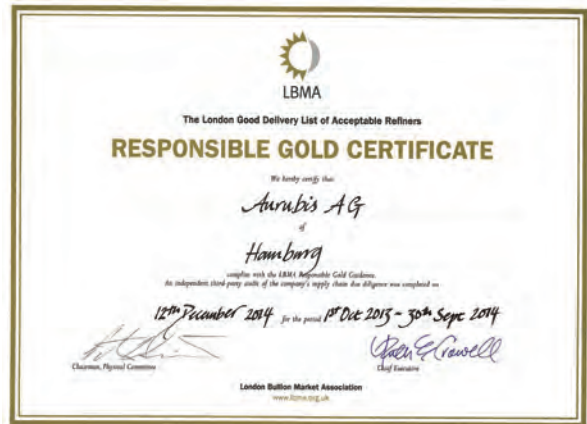 LBMA
The London Good Delivery List of Acceptable Refiners
RESPONSIBLE GOLD CERTIFICATE
We hereby certify that
Aurubis AG
of
Hamburg
complies with the LBMA Responsible Gold Guidance.
An independent third party audit of the company's supply chain due diligence was completed on
12th December 2014 for the period 1st Oct 2013 - 30th Sept 2014
Chairman, Physical Committee
Chief Executive
London Bullion Market Association
www.lbma.org.uk